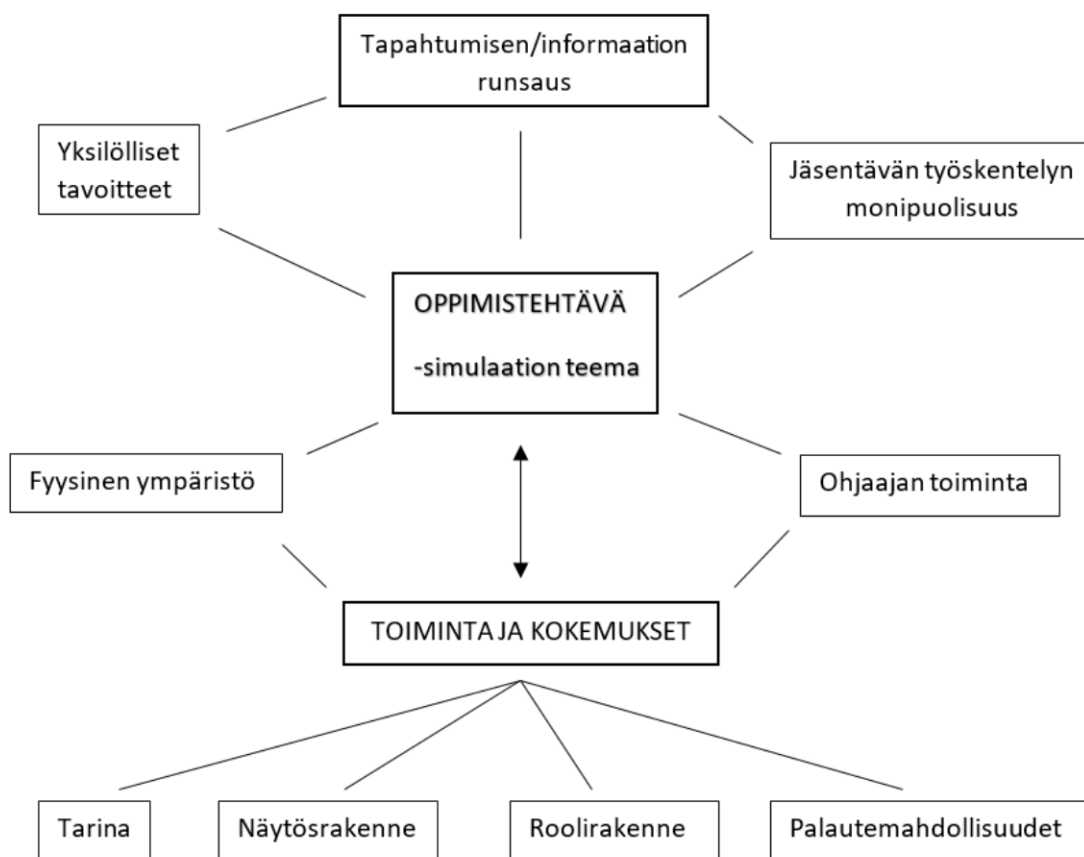 Tapahtumisen/informaation
runsaus
Yksilölliset
tavoitteet
Jäsentävän työskentelyn
monipuolisuus
OPPIMISTEHTÄVÄ
-simulaation teema
Fyysinen ympäristö
Ohjaajan toiminta
TOIMINTA JA KOKEMUKSET
Tarina
Näytösrakenne
Roolirakenne
Palautemahdollisuudet